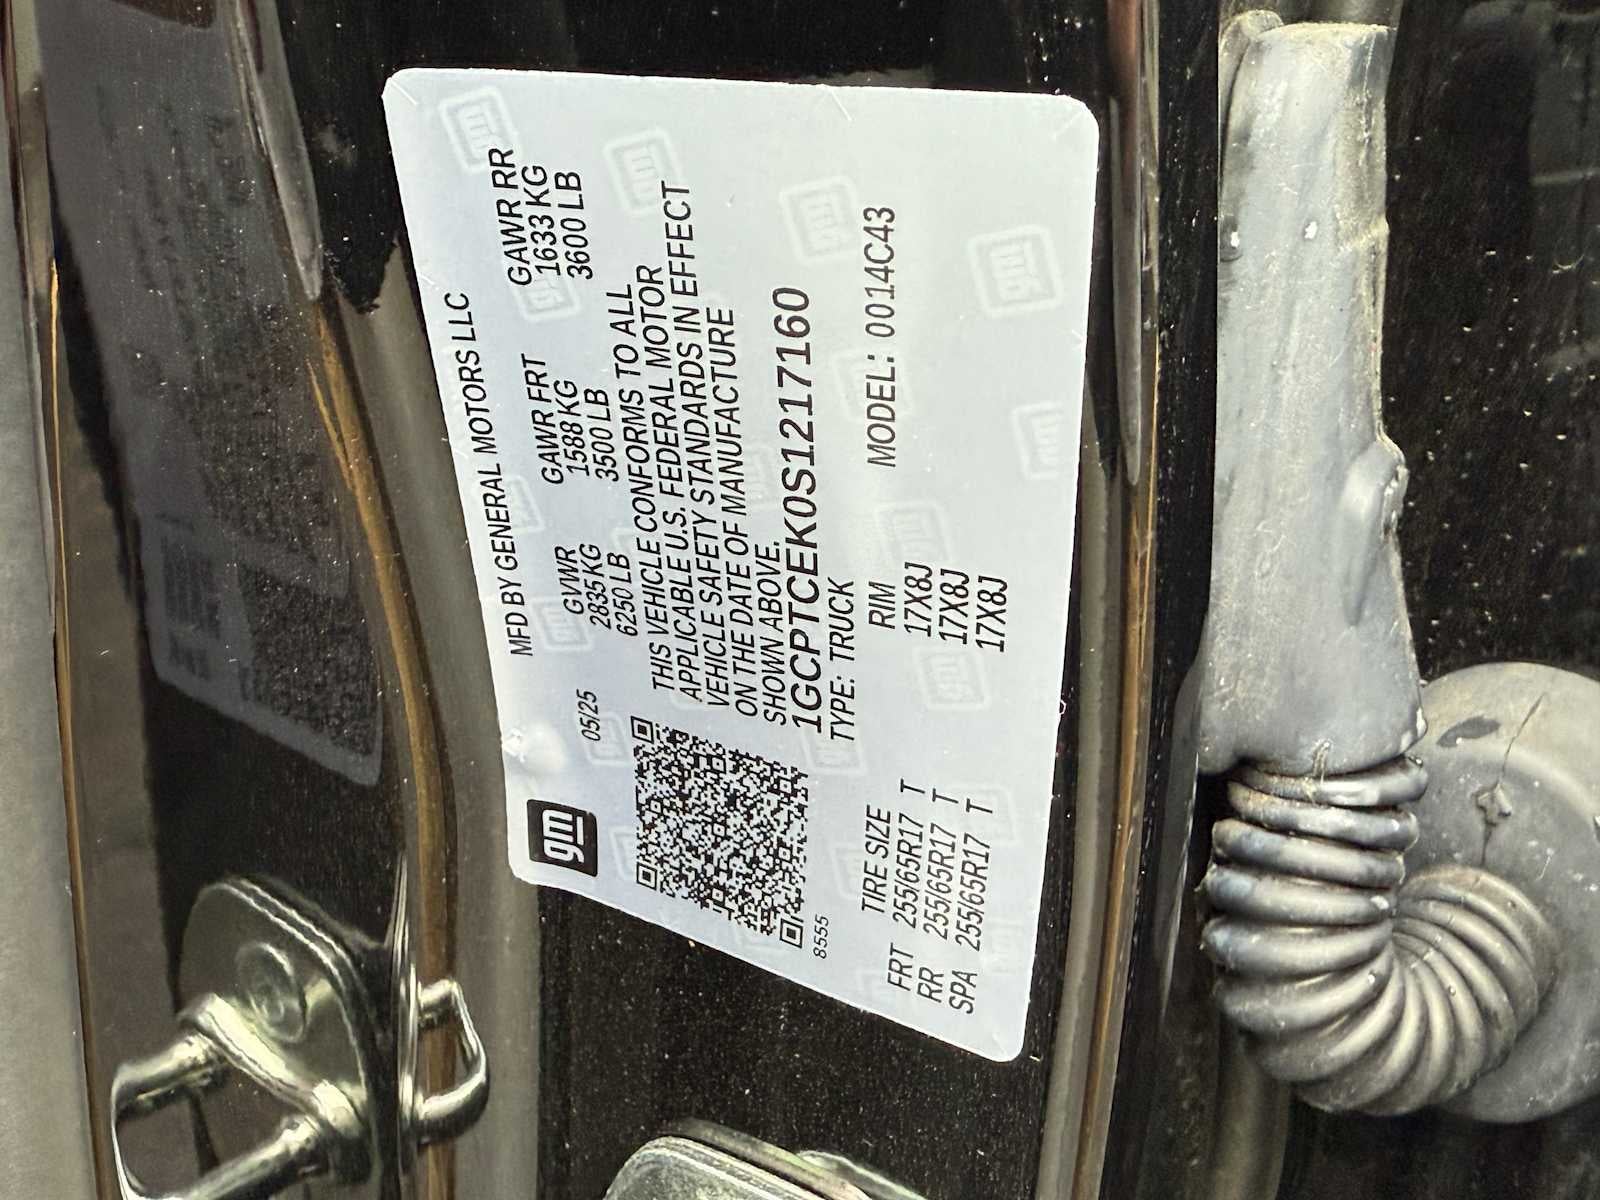 gm
MFD BY GENERAL MOTORS LLC
05/25 GVWR GAWR FRT GAWR RR
2835 KG 1588 KG 1633 KG
6250 LB 3500 LB 3600 LB
THIS VEHICLE CONFORMS TO ALL
APPLICABLE U.S. FEDERAL MOTOR
VEHICLE SAFETY STANDARDS IN EFFECT
ON THE DATE OF MANUFACTURE
SHOWN ABOVE.
1GCPTCEK0S1217160
TYPE: TRUCK MODEL: 0014C43
8555
TIRE SIZE RIM
FRT 255/65R17 T 17X8J
RR 255/65R17 T 17X8J
SPA 255/65R17 T 17X8J